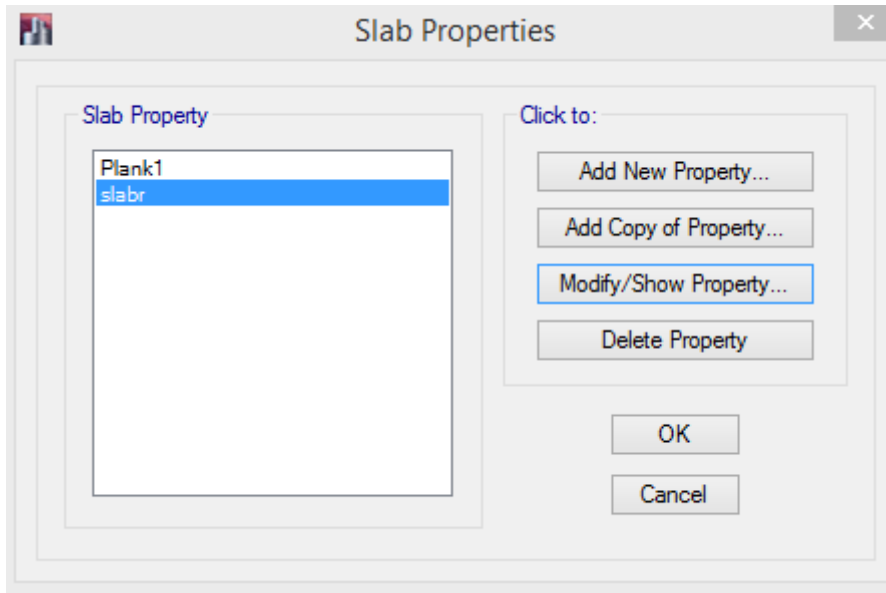 Slab Properties
Slab Property
Plank1
slabr
Click to:
Add New Property...
Add Copy of Property...
Modify/Show Property...
Delete Property
OK
Cancel